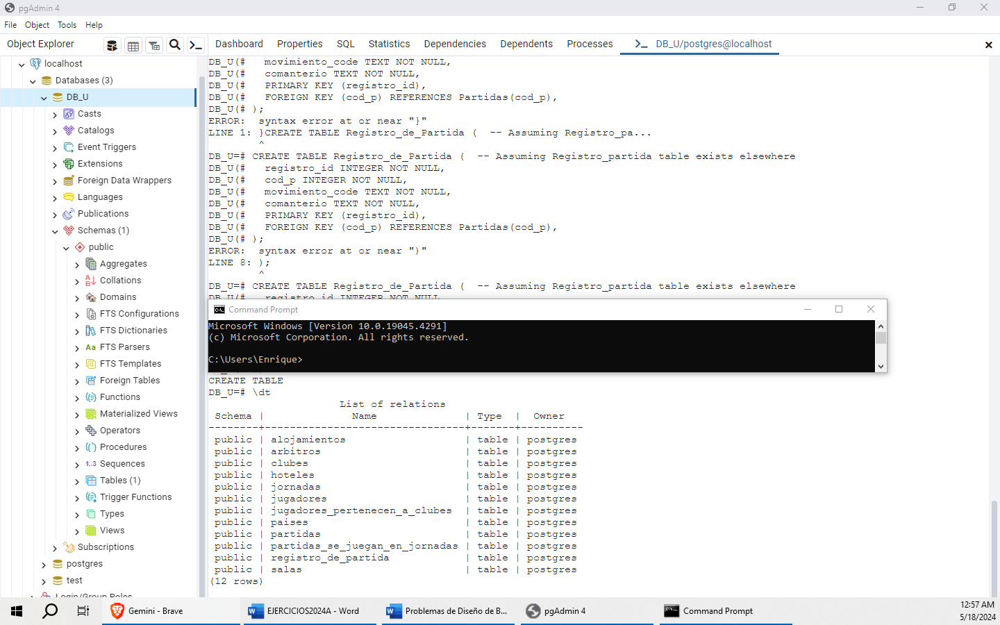 pgAdmin 4
File Object Tools Help
Object Explorer
Dashboard Properties SQL Statistics Dependencies Dependents Processes DB_U/postgres@localhost
localhost
Databases (3)
DB_U
Casts
Catalogs
Event Triggers
Extensions
Foreign Data Wrappers
Languages
Publications
Schemas (1)
public
Aggregates
Collations
Domains
FTS Configurations
FTS Dictionaries
FTS Parsers
FTS Templates
Foreign Tables
Functions
Materialized Views
Operators
Procedures
1..3 Sequences
Tables (1)
Trigger Functions
Types
Views
Subscriptions
postgres
test
Login/Group Roles
DB_U(#   movimiento_code TEXT NOT NULL,
DB_U(#   comanterio TEXT NOT NULL,
DB_U(#   PRIMARY KEY (registro_id),
DB_U(#   FOREIGN KEY (cod_p) REFERENCES Partidas(cod_p),
DB_U(# );
ERROR:  syntax error at or near "}"
LINE 1: }CREATE TABLE Registro_de_Partida (  -- Assuming Registro_pa...
^
DB_U=# CREATE TABLE Registro_de_Partida (  -- Assuming Registro_partida table exists elsewhere
DB_U(#   registro_id INTEGER NOT NULL,
DB_U(#   cod_p INTEGER NOT NULL,
DB_U(#   movimiento_code TEXT NOT NULL,
DB_U(#   comanterio TEXT NOT NULL,
DB_U(#   PRIMARY KEY (registro_id),
DB_U(#   FOREIGN KEY (cod_p) REFERENCES Partidas(cod_p),
DB_U(# );
ERROR:  syntax error at or near ")"
LINE 8: );
^
DB_U=# CREATE TABLE Registro_de_Partida (  -- Assuming Registro_partida table exists elsewhere
DB_U(#   registro_id INTEGER NOT NULL,
Command Prompt
Microsoft Windows [Version 10.0.19045.4291]
(c) Microsoft Corporation. All rights reserved.
C:\Users\Enrique>
CREATE TABLE
DB_U=# \dt
List of relations
Schema | Name | Type | Owner
--------+--------------------------------+-------+----------
public | alojamientos | table | postgres
public | arbitros | table | postgres
public | clubes | table | postgres
public | hoteles | table | postgres
public | jornadas | table | postgres
public | jugadores | table | postgres
public | jugadores_pertenecen_a_clubes | table | postgres
public | paises | table | postgres
public | partidas | table | postgres
public | partidas_se_juegan_en_jornadas | table | postgres
public | registro_de_partida | table | postgres
public | salas | table | postgres
(12 rows)
Gemini - Brave
EJERCICIOS2024A - Word
Problemas de Diseño de B...
pgAdmin 4
Command Prompt
12:57 AM
5/18/2024